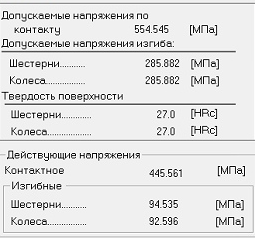 Допускаемые напряжения по
контакту 554.545 [МПа]
Допускаемые напряжения изгиба:
Шестерни............ 285.882 [МПа]
Колеса................ 285.882 [МПа]
Твердость поверхности
Шестерни............ 27.0 [HRc]
Колеса................ 27.0 [HRc]
Действующие напряжения
Контактное 445.561 [МПа]
Изгибные
Шестерни............ 94.535 [МПа]
Колеса................ 92.596 [МПа]